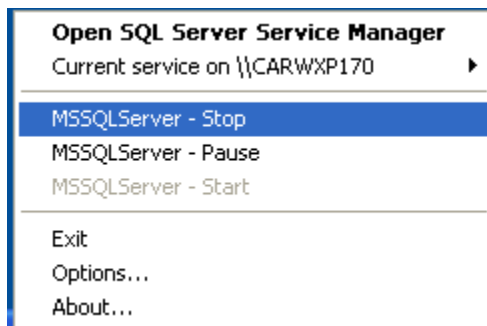 Open SQL Server Service Manager
Current service on \\CARWXP170
MSSQLServer - Stop
MSSQLServer - Pause
MSSQLServer - Start
Exit
Options...
About...